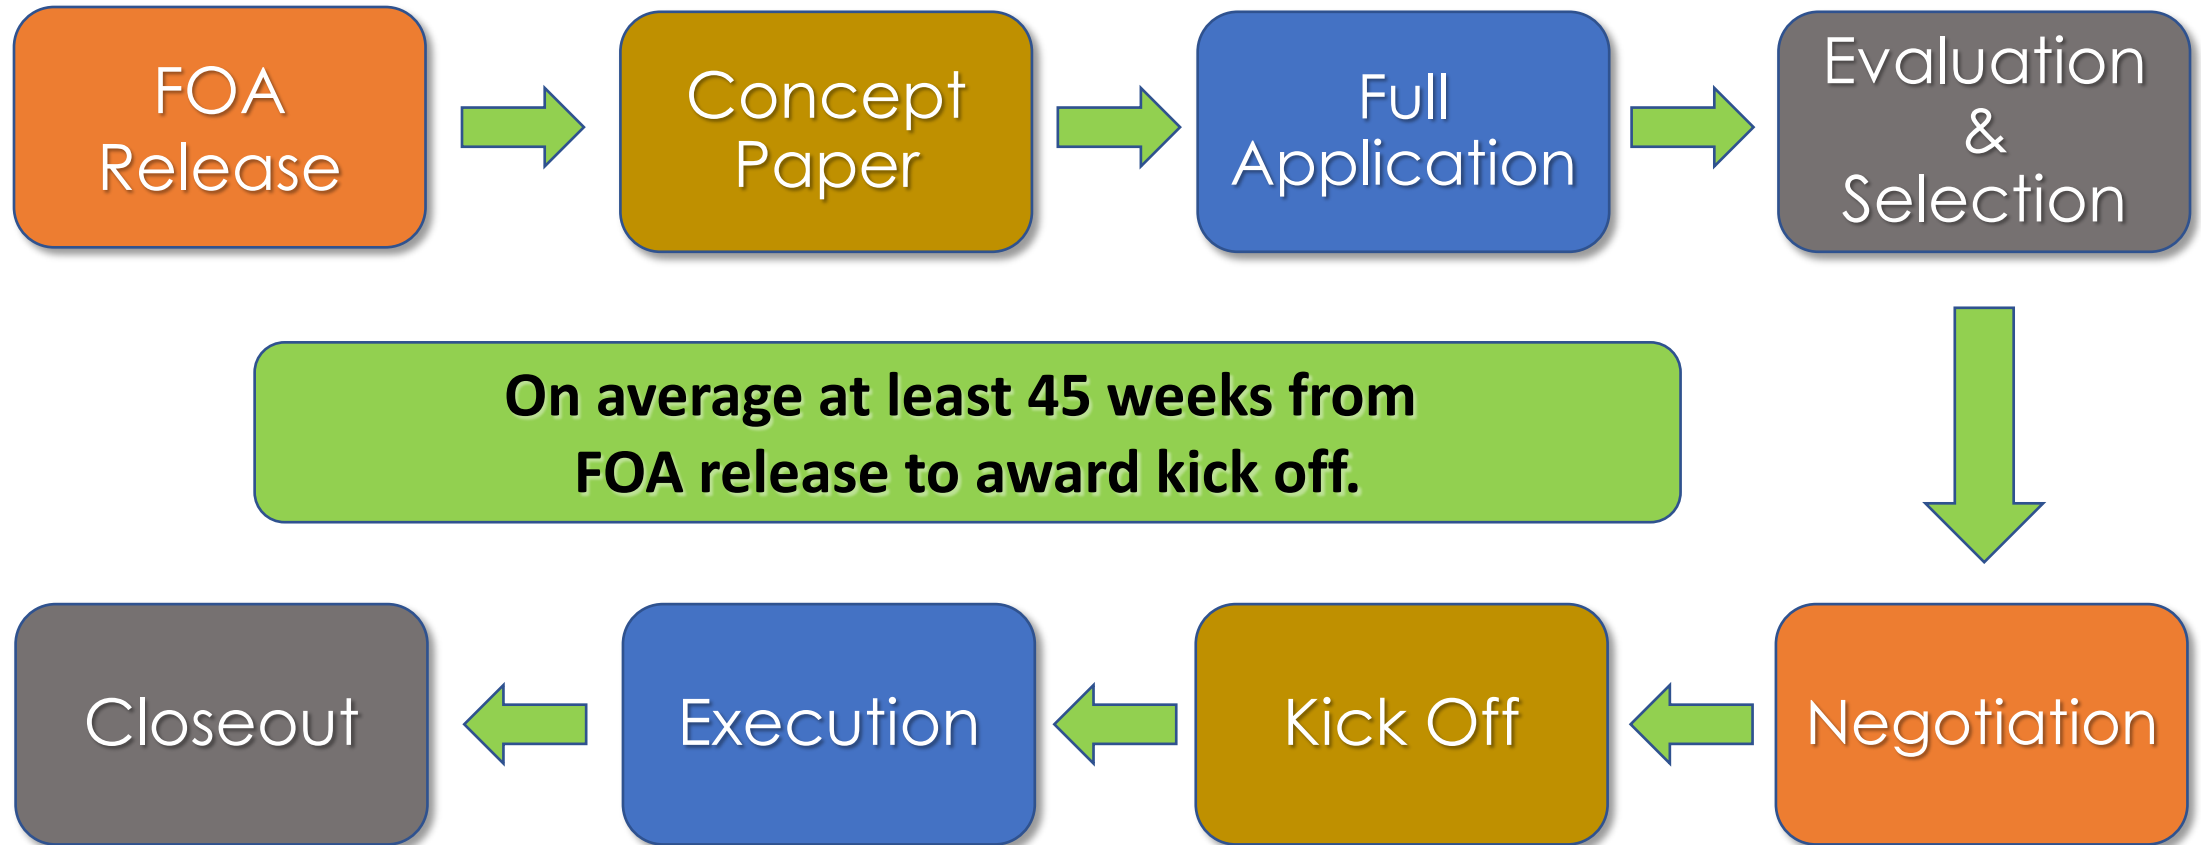 FOA
Release
Concept
Paper
Full
Application
Evaluation
&
Selection
On average at least 45 weeks from
FOA release to award kick off.
Closeout
Execution
Kick Off
Negotiation